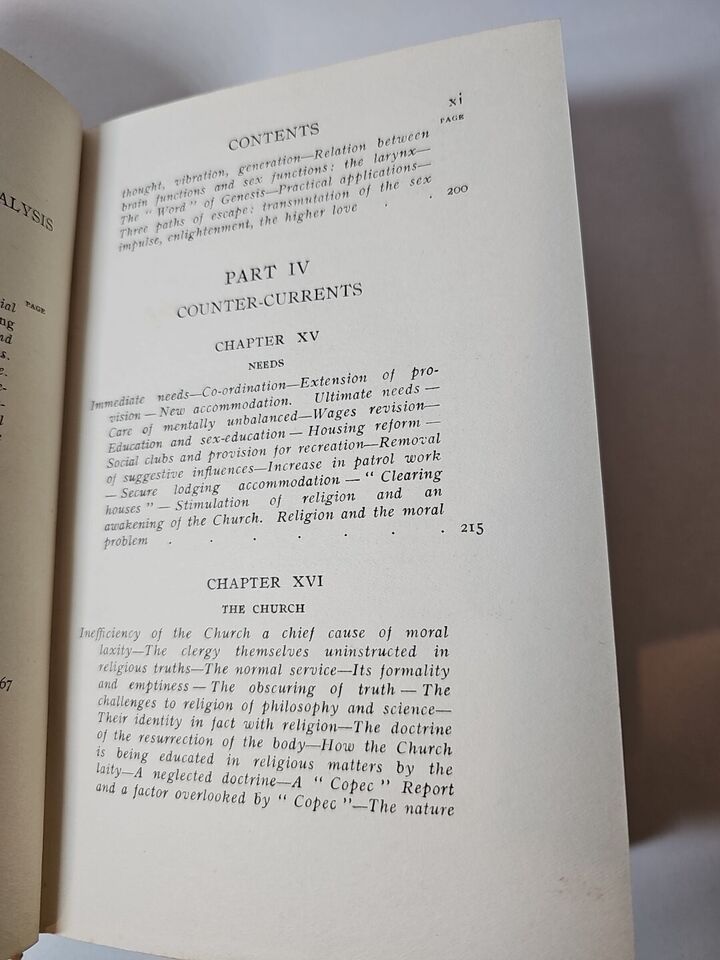 ALYSIS
PAGE
ial
ng
nd
s.
e.
e-
l
67
xi
CONTENTS
PAGE
thought, vibration, generation—Relation between
brain functions and sex functions: the larynx—
The " Word " of Genesis—Practical applications—
Three paths of escape: transmutation of the sex
impulse, enlightenment, the higher love . . 200
PART IV
COUNTER-CURRENTS
CHAPTER XV
NEEDS
Immediate needs—Co-ordination—Extension of pro-
vision—New accommodation. Ultimate needs—
Care of mentally unbalanced—Wages revision—
Education and sex-education—Housing reform—
Social clubs and provision for recreation—Removal
of suggestive influences—Increase in patrol work
—Secure lodging accommodation—" Clearing
houses "—Stimulation of religion and an
awakening of the Church. Religion and the moral
problem . . . . . . 215
CHAPTER XVI
THE CHURCH
Inefficiency of the Church a chief cause of moral
laxity—The clergy themselves uninstructed in
religious truths—The normal service—Its formality
and emptiness—The obscuring of truth—The
challenges to religion of philosophy and science—
Their identity in fact with religion—The doctrine
of the resurrection of the body—How the Church
is being educated in religious matters by the
laity—A neglected doctrine—A " Copec " Report
and a factor overlooked by " Copec "—The nature